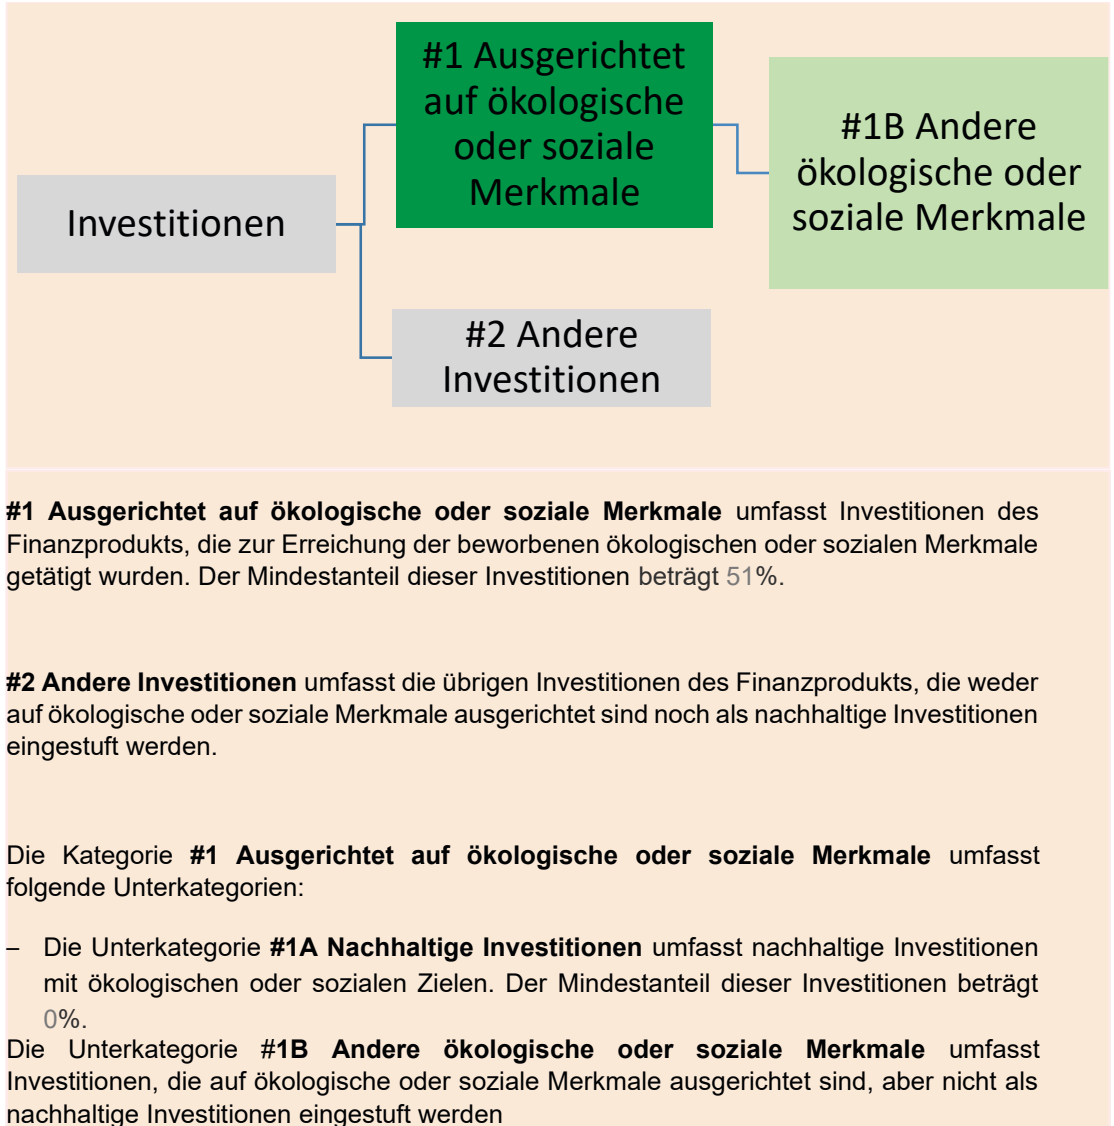 #1 Ausgerichtet
auf ökologische
oder soziale
Merkmale
#1B Andere
ökologische oder
soziale Merkmale
Investitionen
#2 Andere
Investitionen
#1 Ausgerichtet auf ökologische oder soziale Merkmale umfasst Investitionen des
Finanzprodukts, die zur Erreichung der beworbenen ökologischen oder sozialen Merkmale
getätigt wurden. Der Mindestanteil dieser Investitionen beträgt 51%.
#2 Andere Investitionen umfasst die übrigen Investitionen des Finanzprodukts, die weder
auf ökologische oder soziale Merkmale ausgerichtet sind noch als nachhaltige Investitionen
eingestuft werden.
Die Kategorie #1 Ausgerichtet auf ökologische oder soziale Merkmale umfasst
folgende Unterkategorien:
– Die Unterkategorie #1A Nachhaltige Investitionen umfasst nachhaltige Investitionen
mit ökologischen oder sozialen Zielen. Der Mindestanteil dieser Investitionen beträgt
0%.
Die Unterkategorie #1B Andere ökologische oder soziale Merkmale umfasst
Investitionen, die auf ökologische oder soziale Merkmale ausgerichtet sind, aber nicht als
nachhaltige Investitionen eingestuft werden